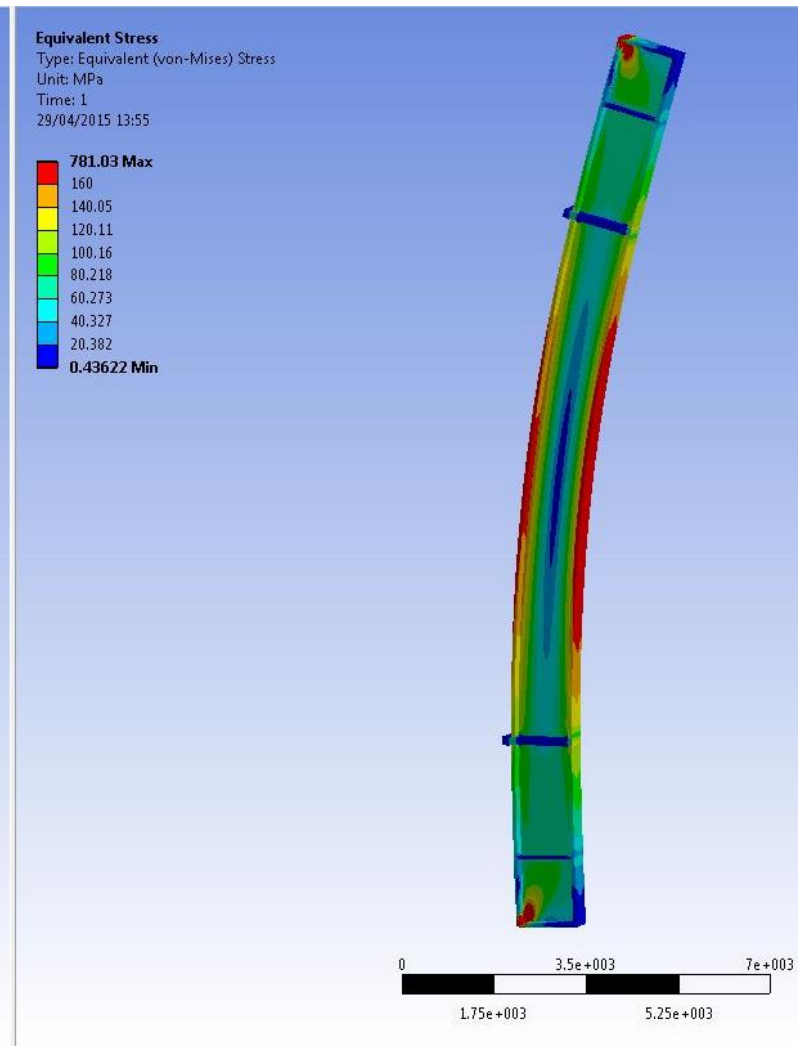 Equivalent Stress
Type: Equivalent (von-Mises) Stress
Unit: MPa
Time: 1
29/04/2015 13:55
781.03 Max
160
140.05
120.11
100.16
80.218
60.273
40.327
20.382
0.43622 Min
0 3.5e+003 7e+003
1.75e+003 5.25e+003